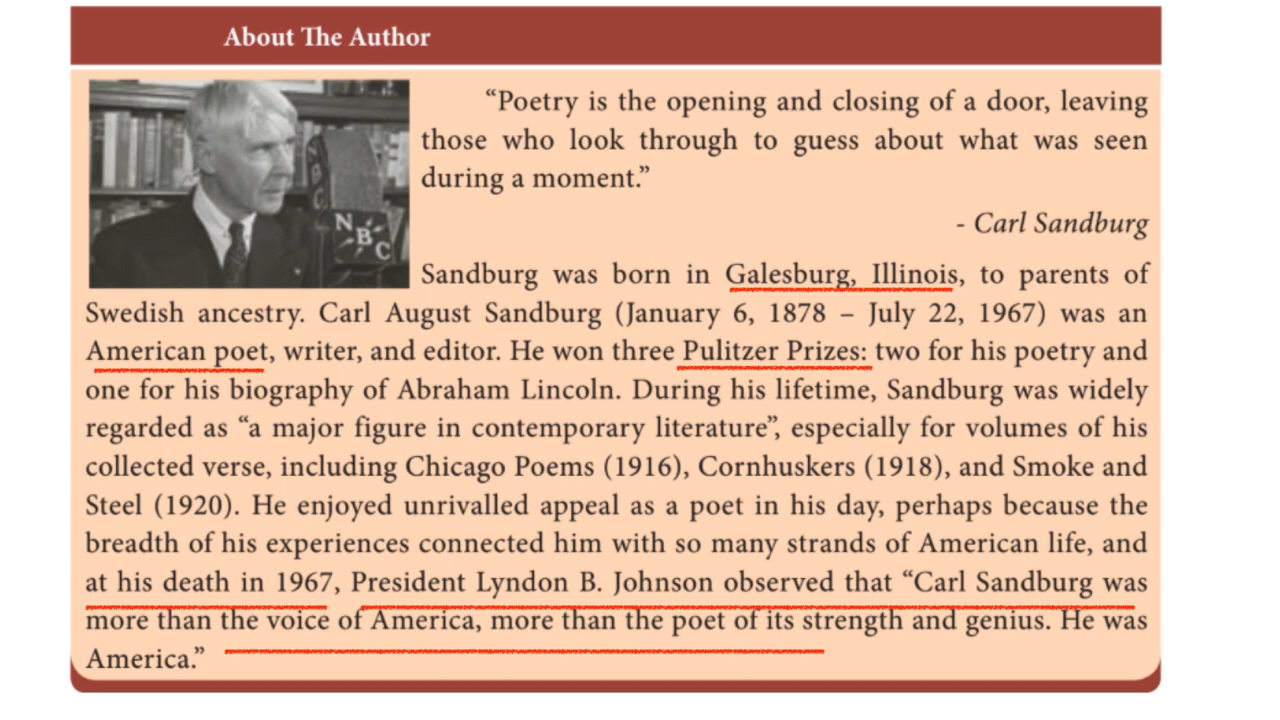 About The Author
“Poetry is the opening and closing of a door, leaving
those who look through to guess about what was seen
during a moment.”
- Carl Sandburg
NBC
NBC
Sandburg was born in Galesburg, Illinois, to parents of
Swedish ancestry. Carl August Sandburg (January 6, 1878 – July 22, 1967) was an
American poet, writer, and editor. He won three Pulitzer Prizes: two for his poetry and
one for his biography of Abraham Lincoln. During his lifetime, Sandburg was widely
regarded as “a major figure in contemporary literature”, especially for volumes of his
collected verse, including Chicago Poems (1916), Cornhuskers (1918), and Smoke and
Steel (1920). He enjoyed unrivalled appeal as a poet in his day, perhaps because the
breadth of his experiences connected him with so many strands of American life, and
at his death in 1967, President Lyndon B. Johnson observed that “Carl Sandburg was
more than the voice of America, more than the poet of its strength and genius. He was
America.”